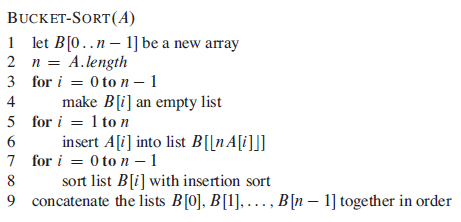 BUCKET-SORT(A)
1 let B[0..n − 1] be a new array
2 n = A.length
3 for i = 0 to n − 1
4 make B[i] an empty list
5 for i = 1 to n
6 insert A[i] into list B[⌊nA[i]⌋]
7 for i = 0 to n − 1
8 sort list B[i] with insertion sort
9 concatenate the lists B[0], B[1], . . . , B[n − 1] together in order